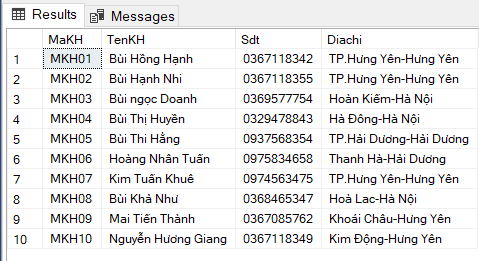 Results Messages
MaKH TenKH Sdt Diachi
1 MKH01 Bùi Hồng Hạnh 0367118342 TP.Hưng Yên-Hưng Yên
2 MKH02 Bùi Hạnh Nhi 0367118355 TP.Hưng Yên-Hưng Yên
3 MKH03 Bùi ngọc Doanh 0369577754 Hoàn Kiếm-Hà Nội
4 MKH04 Bùi Thị Huyền 0329478843 Hà Đông-Hà Nội
5 MKH05 Bùi Thi Hằng 0937568354 TP.Hải Dương-Hải Dương
6 MKH06 Hoàng Nhân Tuấn 0975834658 Thanh Hà-Hải Dương
7 MKH07 Kim Tuấn Khuê 0974563475 TP.Hưng Yên-Hưng Yên
8 MKH08 Bùi Khả Như 0368465347 Hoà Lac-Hà Nội
9 MKH09 Mai Tiến Thành 0367085762 Khoái Châu-Hưng Yên
10 MKH10 Nguyễn Hương Giang 0367118349 Kim Động-Hưng Yên